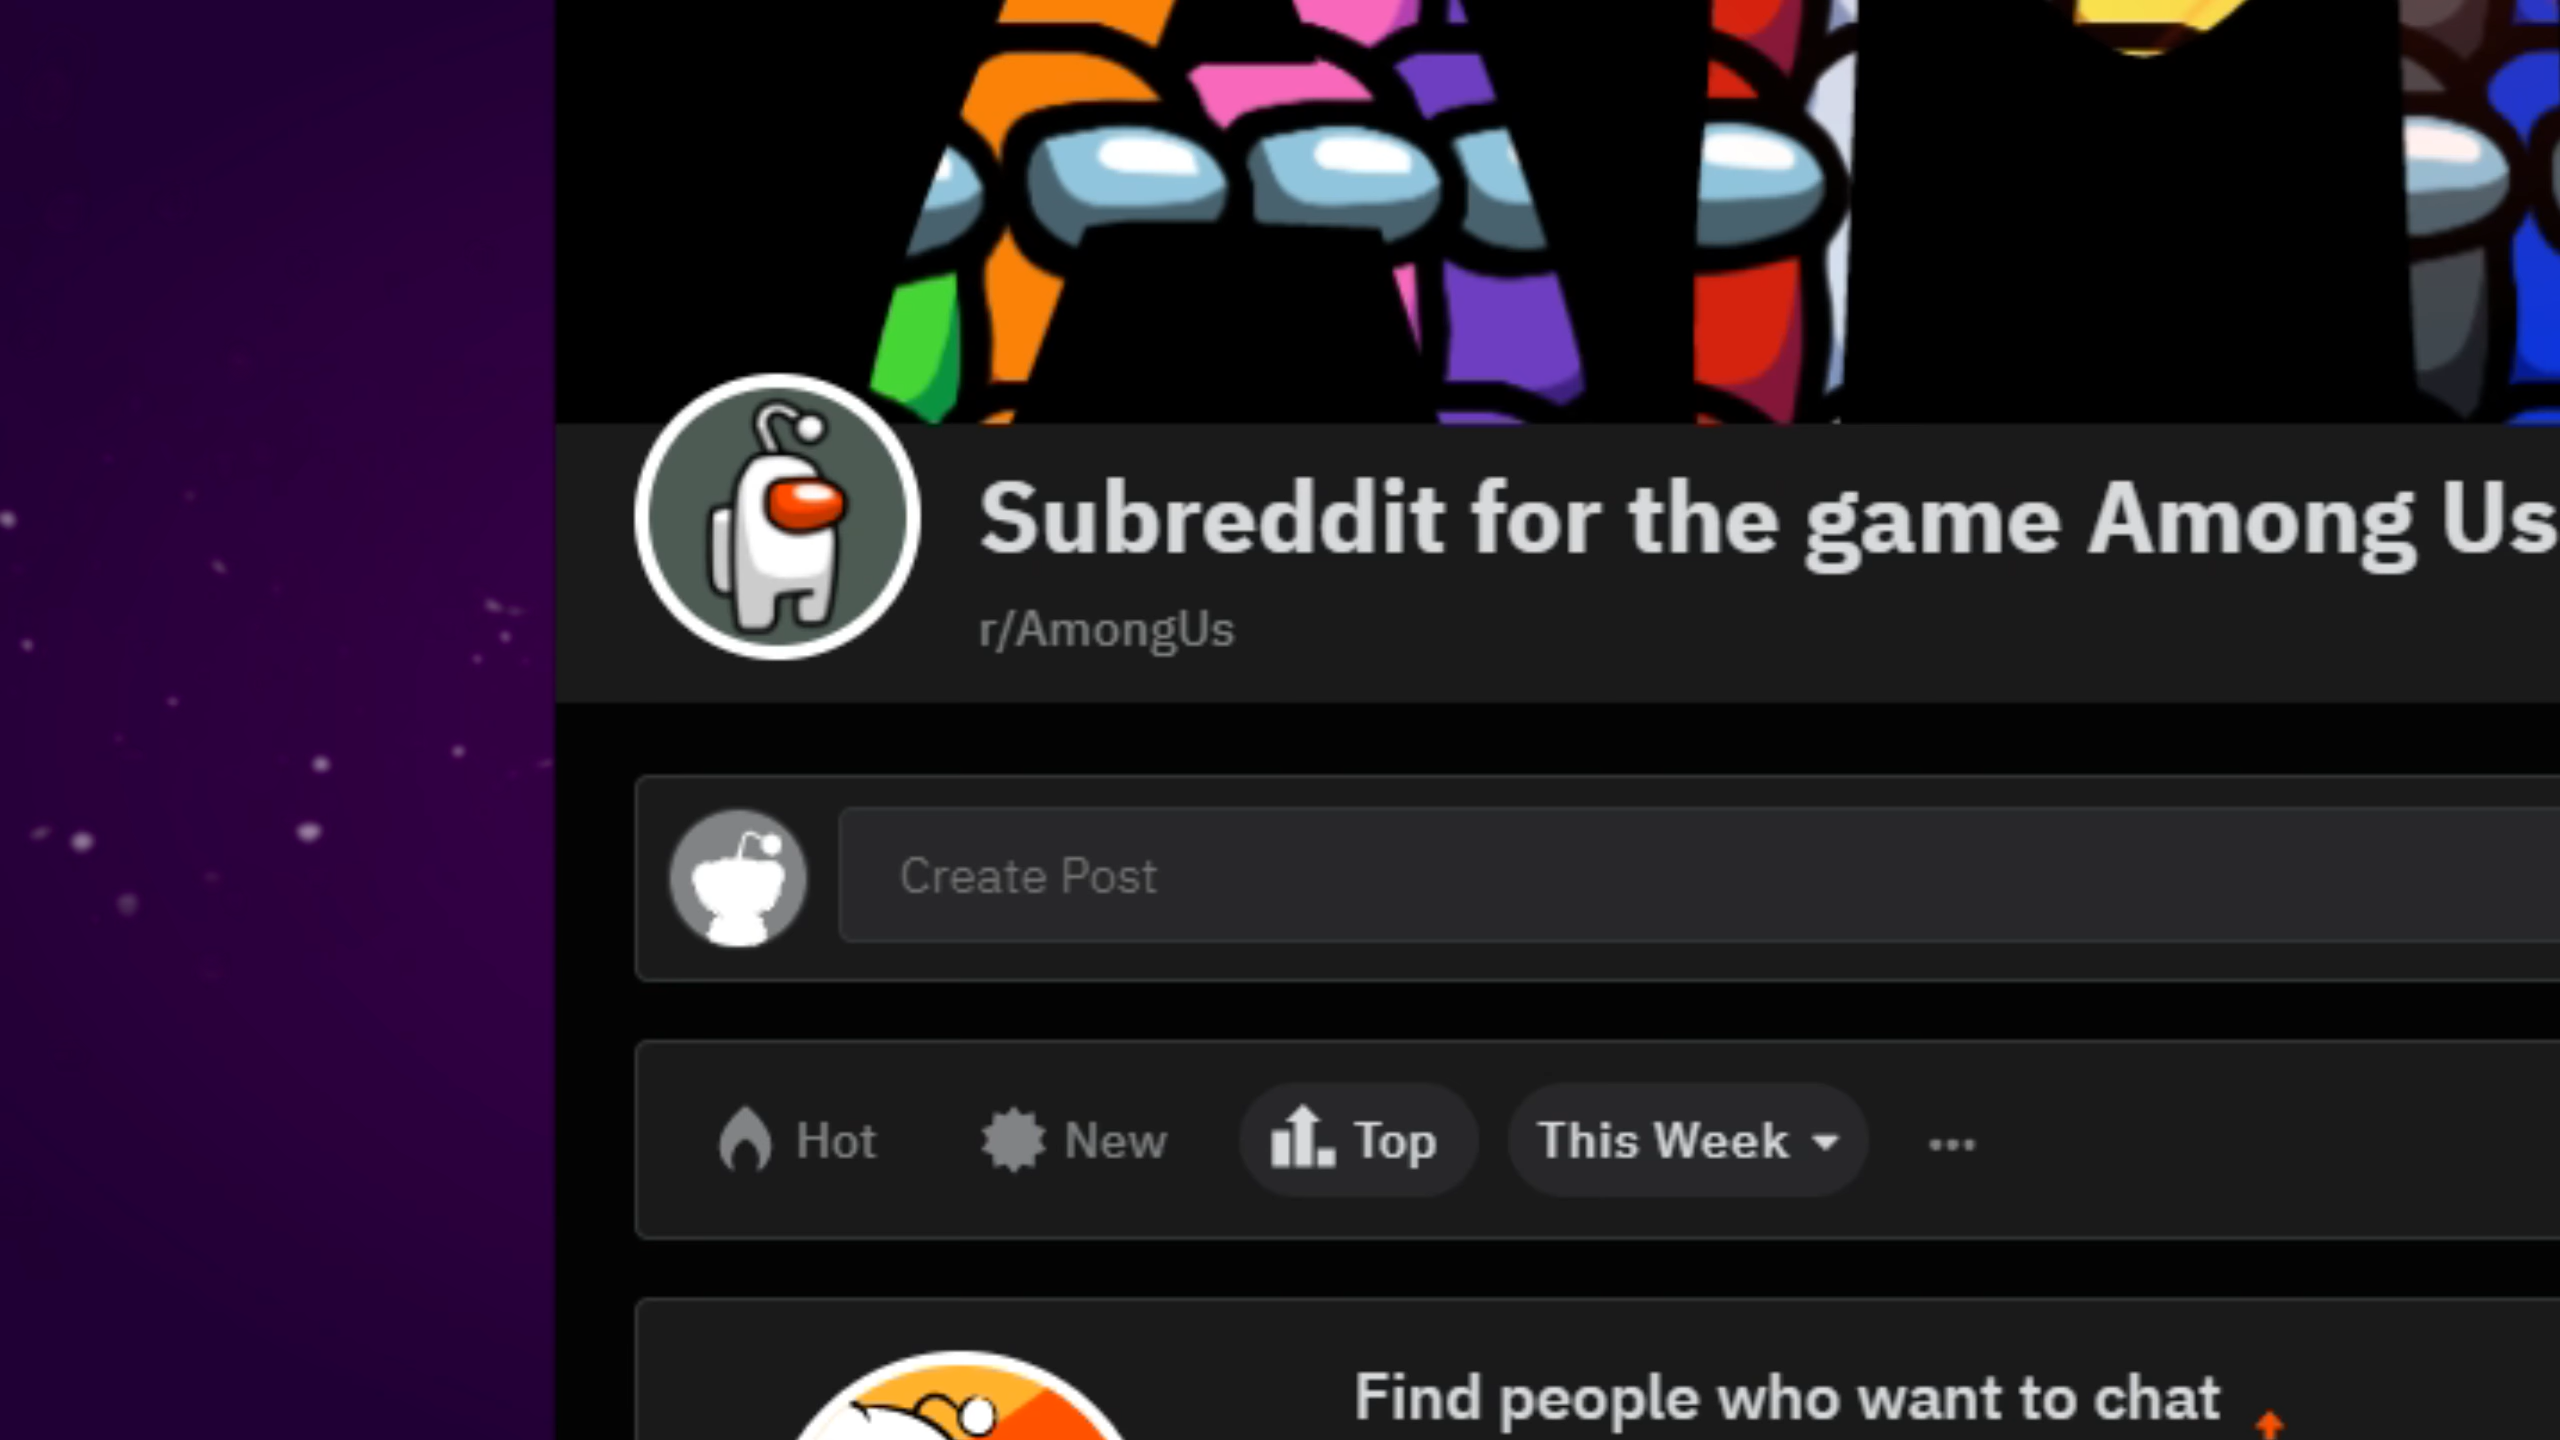 Subreddit for the game Among Us
r/AmongUs
Create Post
Hot New Top This Week ...
Find people who want to chat